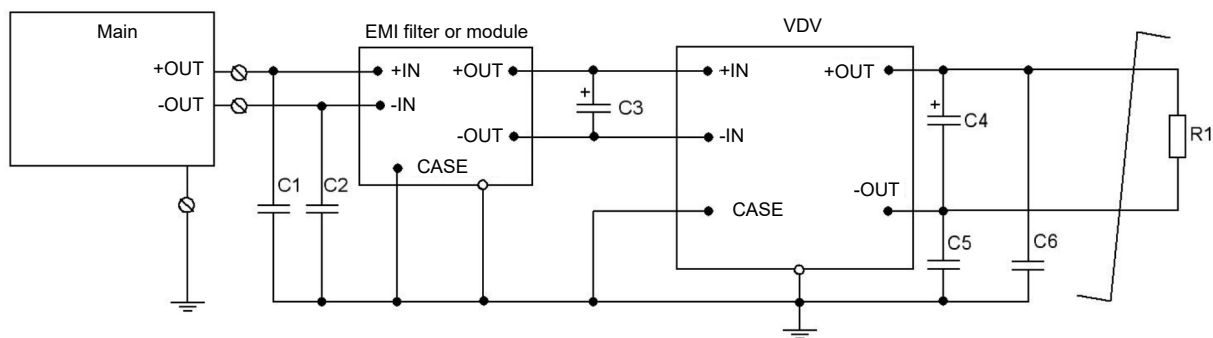 Main
+OUT
-OUT
EMI filter or module
+IN
-IN
+OUT
-OUT
CASE
C1
C2
+
C3
VDV
+IN
-IN
CASE
+OUT
-OUT
+
C4
C5
C6
R1